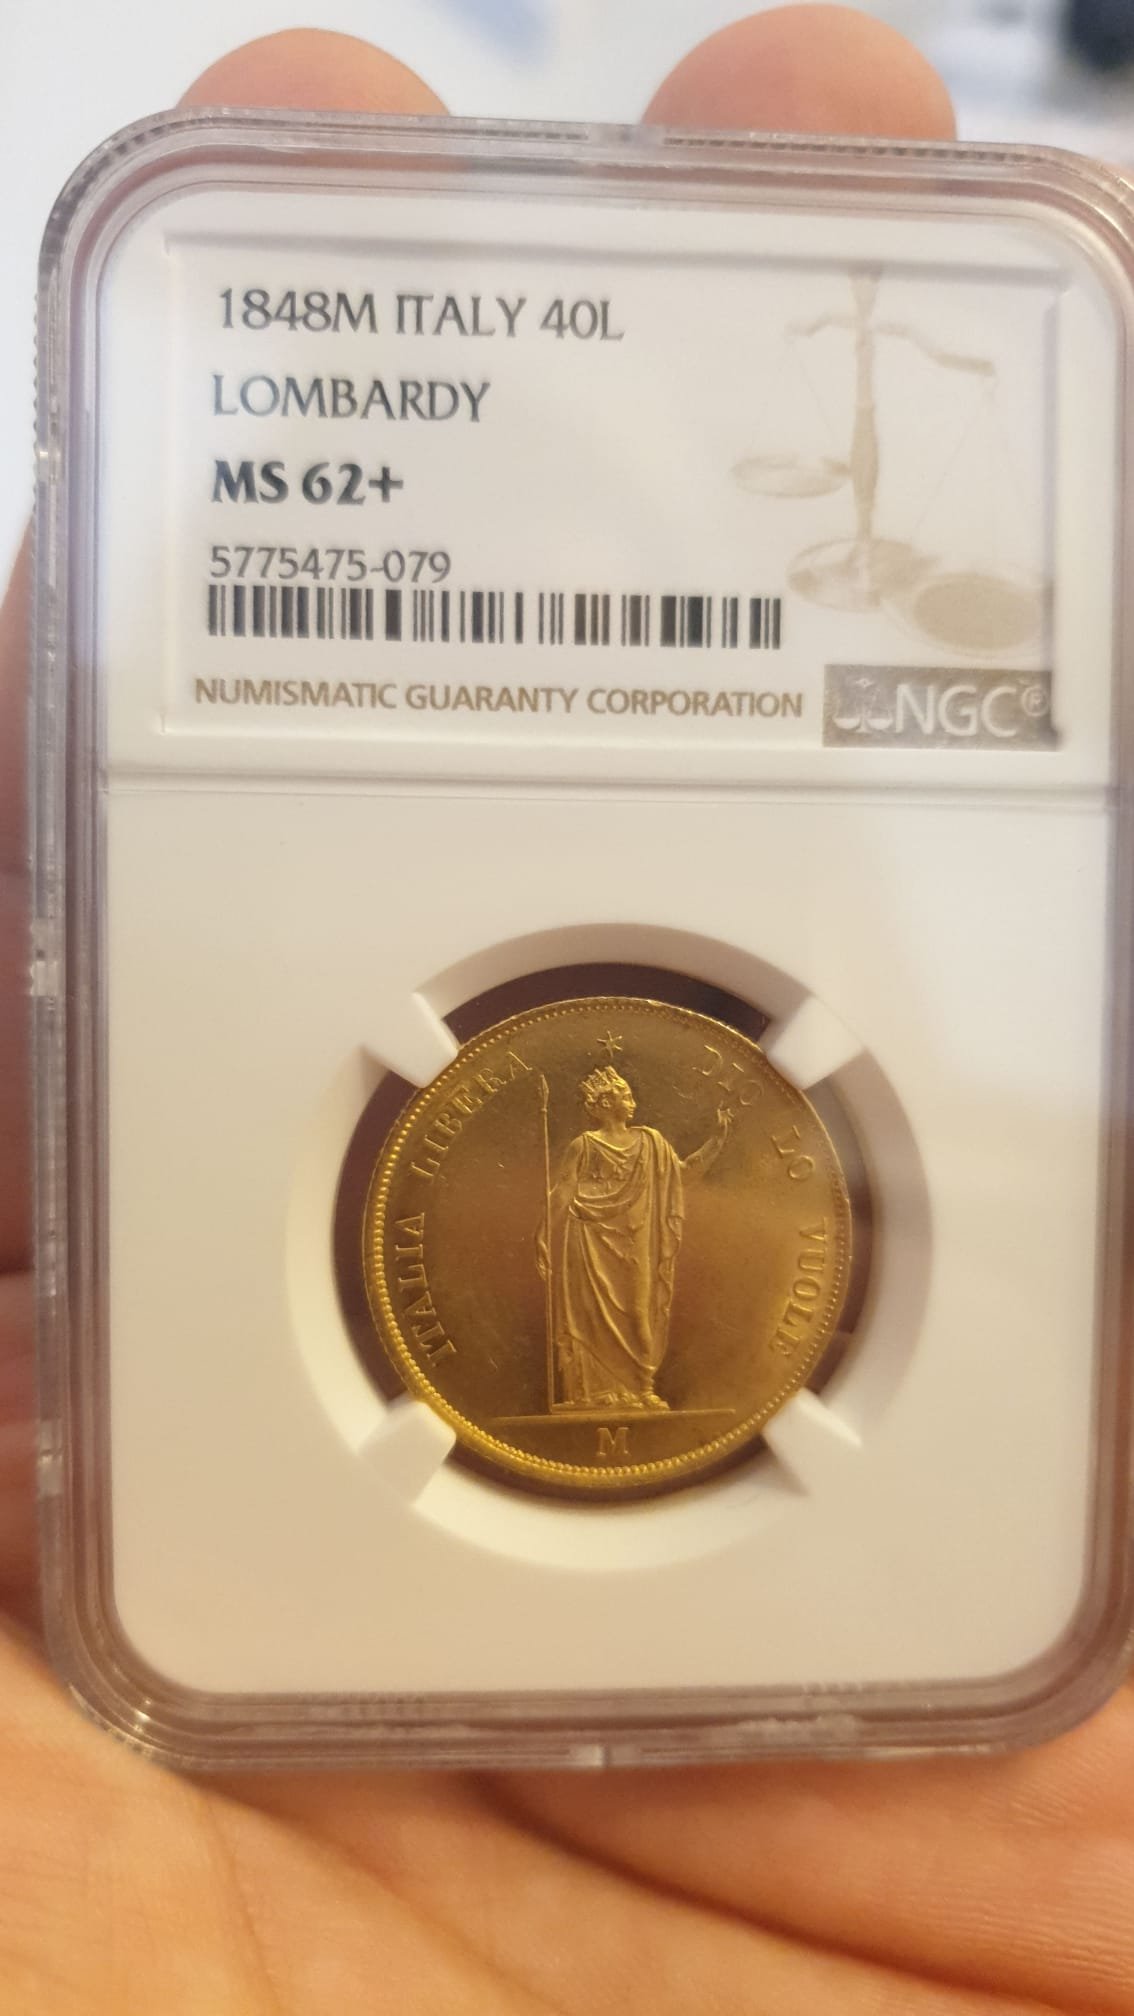 1848M ITALY 40L
LOMBARDY
MS 62+
5775475-079
NUMISMATIC GUARANTY CORPORATION NGC®
ITALIA LIBERA DIO LO VUOLE
M